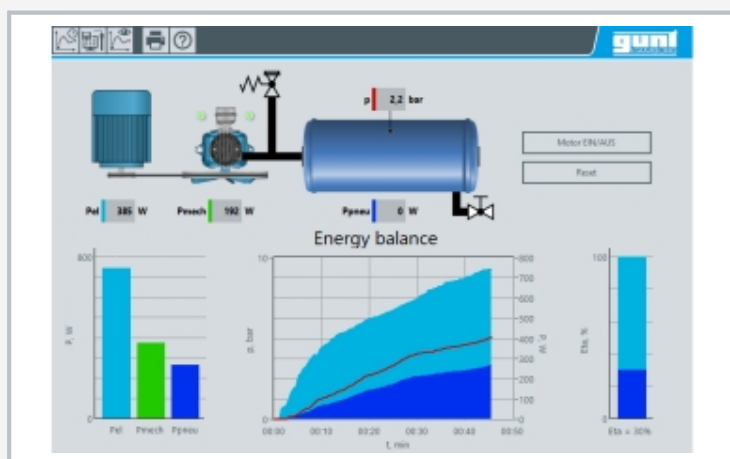 gunt
p 2,2 bar
Motor EIN/AUS
Reset
Pel 385 W Pmech 192 W Ppneu 0 W
Energy balance
800 10 800 100
700
600
500
P, W p, bar 400 P, W Eta, %
300
200
100
0 0 0 0
Pel Pmech Ppneu 00:00 00:10 00:20 00:30 00:40 00:50 Eta = 30%
t, min